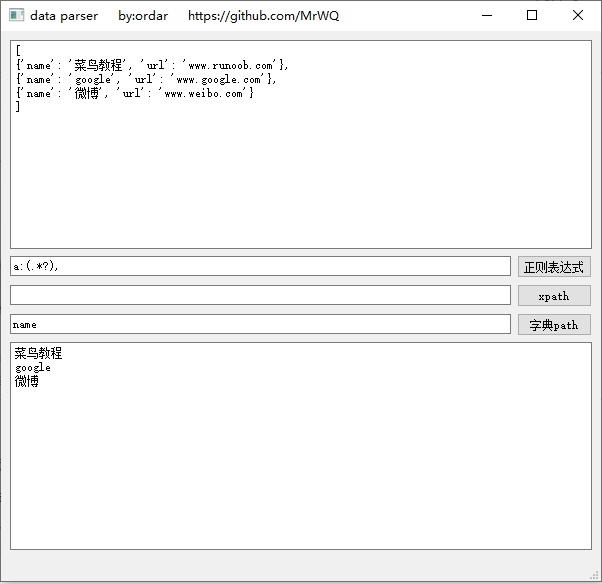 data parser by:ordar https://github.com/MrWQ
[
{'name': '菜鸟教程', 'url': 'www.runoob.com'},
{'name': 'google', 'url': 'www.google.com'},
{'name': '微博', 'url': 'www.weibo.com'}
]
a:(.*?), 正则表达式
xpath
name 字典path
菜鸟教程
google
微博